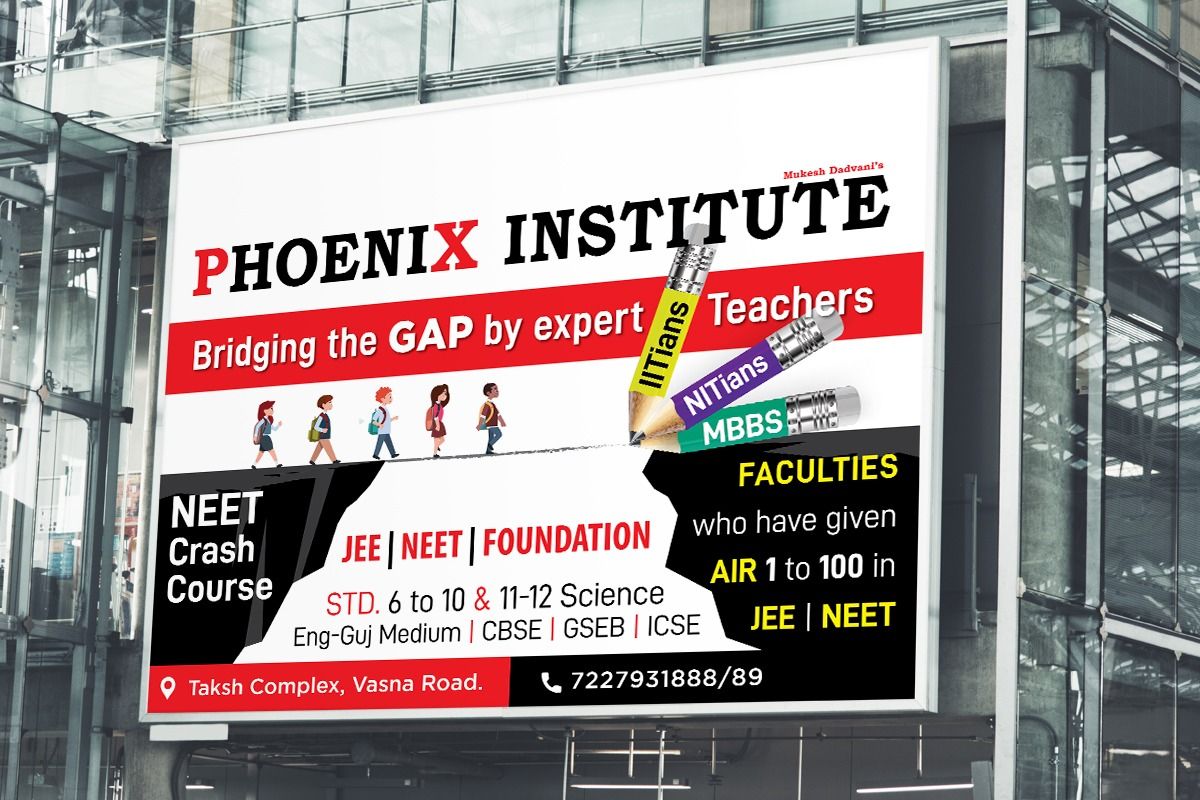 Mukesh Dadvani's
PHOENIX INSTITUTE
Bridging the GAP by expert Teachers
IITians
NITians
MBBS
FACULTIES
who have given
AIR 1 to 100 in
JEE | NEET
NEET
Crash
Course
JEE | NEET | FOUNDATION
STD. 6 to 10 & 11-12 Science
Eng-Guj Medium | CBSE | GSEB | ICSE
Taksh Complex, Vasna Road.
7227931888/89